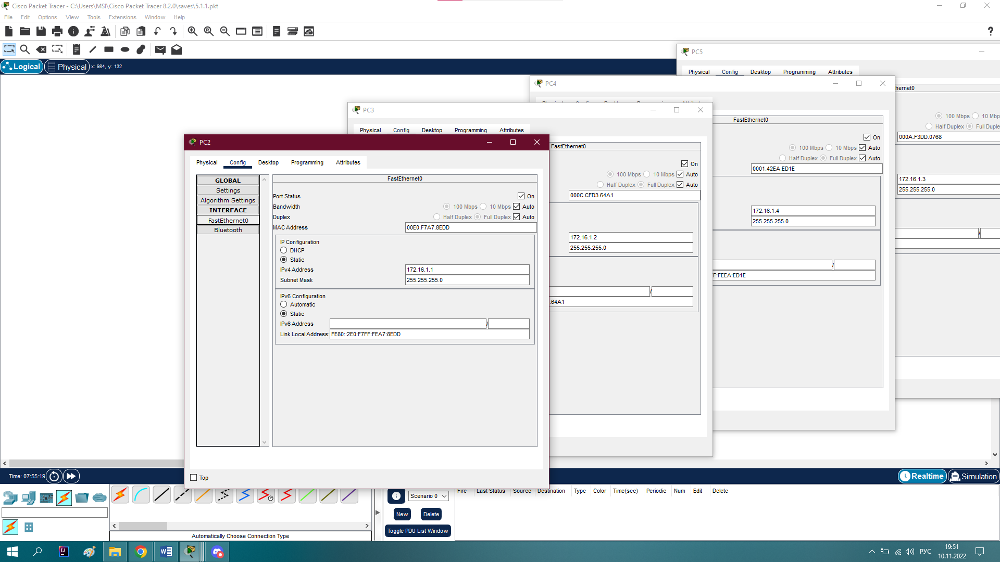 Cisco Packet Tracer - C:\Users\MSI\Cisco Packet Tracer 8.2.0\saves\5.1.1.pkt
File Edit Options View Tools Extensions Window Help
?
Logical Physical x: 984, y: 132
PC5
Physical Config Desktop Programming Attributes
hernet0
100 Mbps 10 Mbp
Half Duplex Full Duple
000A.F3DD.0768
172.16.1.3
255.255.255.0
/
PC4
FastEthernet0
On
100 Mbps 10 Mbps Auto
Half Duplex Full Duplex Auto
0001.42EA.ED1E
172.16.1.4
255.255.255.0
/
F:FEEA:ED1E
PC3
Physical Config Desktop Programming Attributes
FastEthernet0
On
100 Mbps 10 Mbps Auto
Half Duplex Full Duplex Auto
000C.CFD3.64A1
172.16.1.2
255.255.255.0
/
:64A1
PC2
Physical Config Desktop Programming Attributes
GLOBAL
Settings
Algorithm Settings
INTERFACE
FastEthernet0
Bluetooth
FastEthernet0
Port Status On
Bandwidth 100 Mbps 10 Mbps Auto
Duplex Half Duplex Full Duplex Auto
MAC Address 00E0.F7A7.8EDD
IP Configuration
DHCP
Static
IPv4 Address 172.16.1.1
Subnet Mask 255.255.255.0
IPv6 Configuration
Automatic
Static
IPv6 Address /
Link Local Address: FE80::2E0:F7FF:FEA7:8EDD
Top
Time: 07:55:19
Realtime Simulation
Scenario 0
New Delete
Toggle PDU List Window
Fire Last Status Source Destination Type Color Time(sec) Periodic Num Edit Delete
Automatically Choose Connection Type
РУС
19:51
10.11.2022